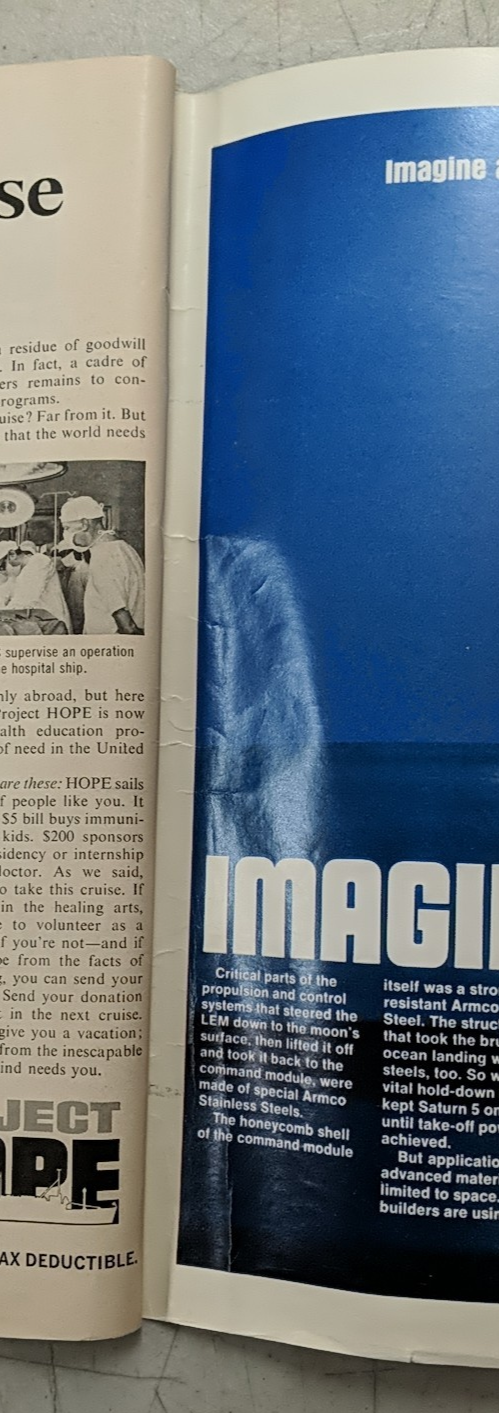 se
residue of goodwill
. In fact, a cadre of
ers remains to con-
rograms.
uise? Far from it. But
that the world needs
supervise an operation
e hospital ship.
nly abroad, but here
roject HOPE is now
alth education pro-
of need in the United
are these: HOPE sails
f people like you. It
$5 bill buys immuni-
kids. $200 sponsors
sidency or internship
doctor. As we said,
o take this cruise. If
in the healing arts,
e to volunteer as a
f you're not—and if
be from the facts of
g, you can send your
Send your donation
t in the next cruise.
give you a vacation;
from the inescapable
ind needs you.
JECT
OPE
AX DEDUCTIBLE.
Imagine a
IMAGI
Critical parts of the
propulsion and control
systems that steered the
LEM down to the moon's
surface, then lifted it off
and took it back to the
command module, were
made of special Armco
Stainless Steels.
The honeycomb shell
of the command module
itself was a stro
resistant Armco
Steel. The struc
that took the bru
ocean landing w
steels, too. So w
vital hold-down
kept Saturn 5 on
until take-off po
achieved.
But applicatio
advanced mater
limited to space.
builders are usin